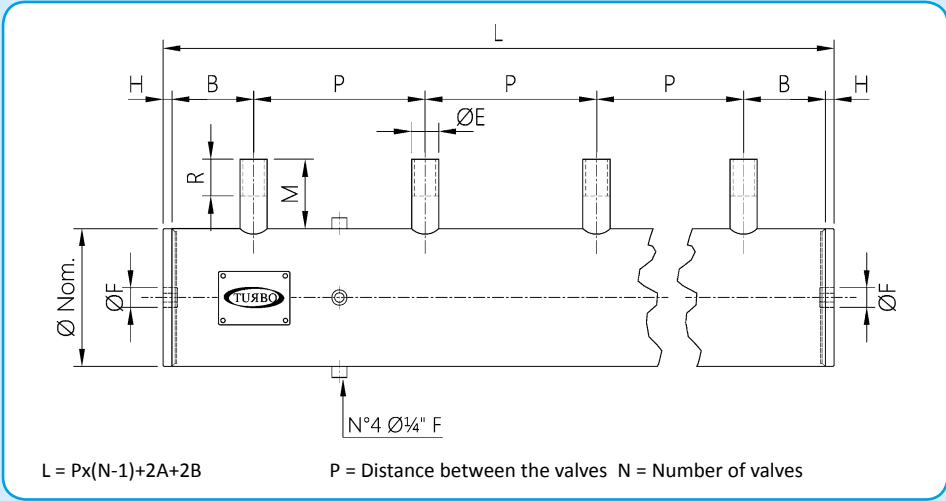 L
H B P P P B H
ØE
R M
Ø Nom.
ØF TURBO ØF
N°4 Ø¼" F
L = Px(N-1)+2A+2B P = Distance between the valves N = Number of valves